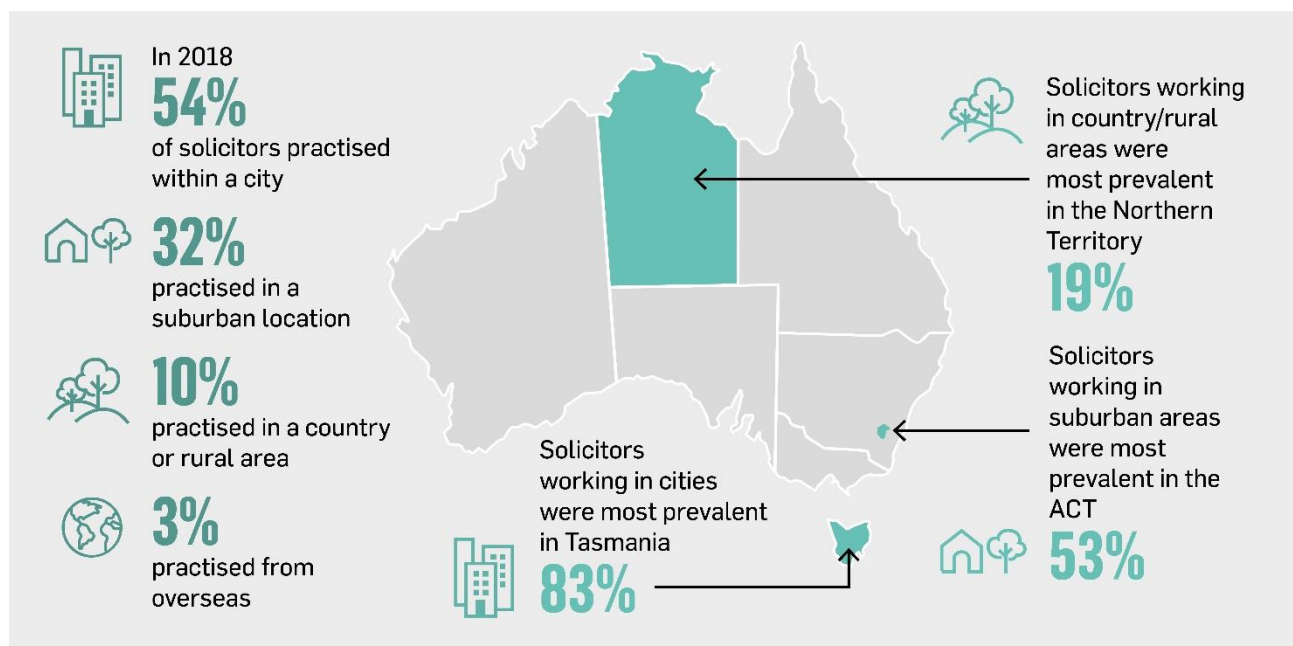 In 2018
54%
of solicitors practised
within a city
32%
practised in a
suburban location
10%
practised in a country
or rural area
3%
practised from
overseas
Solicitors
working in cities
were most prevalent
in Tasmania
83%
Solicitors working
in country/rural
areas were
most prevalent
in the Northern
Territory
19%
Solicitors
working in
suburban areas
were most
prevalent in the
ACT
53%